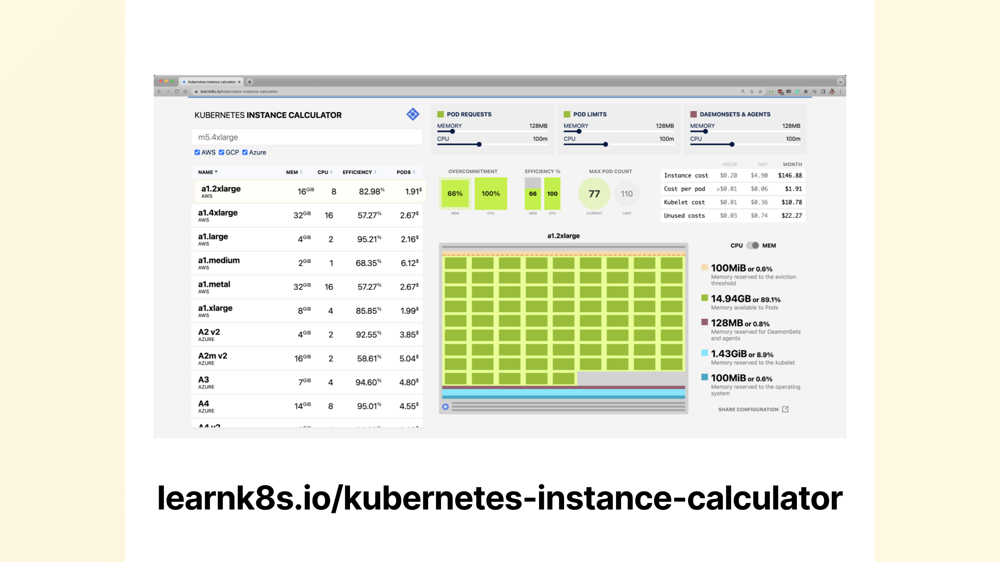 Kubernetes instance calculator
learnk8s.io/kubernetes-instance-calculator
KUBERNETES INSTANCE CALCULATOR
m5.4xlarge
AWS GCP Azure
NAME MEM CPU EFFICIENCY POD$
a1.2xlarge 16GiB 8 82.98% 1.91$
AWS
a1.4xlarge 32GiB 16 57.27% 2.67$
AWS
a1.large 4GiB 2 95.21% 2.16$
AWS
a1.medium 2GiB 1 68.35% 6.12$
AWS
a1.metal 32GiB 16 57.27% 2.67$
AWS
a1.xlarge 8GiB 4 85.85% 1.99$
AWS
A2 v2 4GiB 2 92.55% 3.85$
AZURE
A2m v2 16GiB 2 58.61% 5.04$
AZURE
A3 7GiB 4 94.60% 4.80$
AZURE
A4 14GiB 8 95.01% 4.55$
AZURE
A4 v2
POD REQUESTS
MEMORY 128MB
CPU 100m
POD LIMITS
MEMORY 128MB
CPU 100m
DAEMONSETS & AGENTS
MEMORY 128MB
CPU 100m
OVERCOMMITMENT
66% 100%
MEM CPU
EFFICIENCY %
66 100
MEM CPU
MAX POD COUNT
77 110
CURRENT LIMIT
HOUR DAY MONTH
Instance cost $0.20 $4.90 $146.88
Cost per pod >$0.01 $0.06 $1.91
Kubelet cost $0.01 $0.36 $10.78
Unused costs $0.03 $0.74 $22.27
a1.2xlarge
CPU MEM
100MiB or 0.6%
Memory reserved to the eviction
threshold
14.94GB or 89.1%
Memory available to Pods
128MB or 0.8%
Memory reserved for DeamonSets
and agents
1.43GiB or 8.9%
Memory reserved to the kubelet
100MiB or 0.6%
Memory reserved to the operating
system
SHARE CONFIGURATION
learnk8s.io/kubernetes-instance-calculator